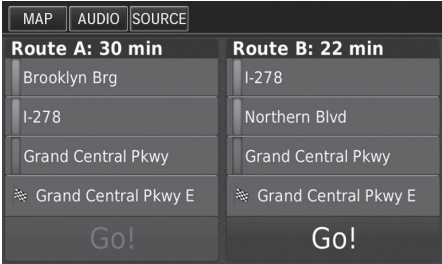 MAP AUDIO SOURCE
Route A: 30 min
Brooklyn Brg
I-278
Grand Central Pkwy
Grand Central Pkwy E
Go!
Route B: 22 min
I-278
Northern Blvd
Grand Central Pkwy
Grand Central Pkwy E
Go!